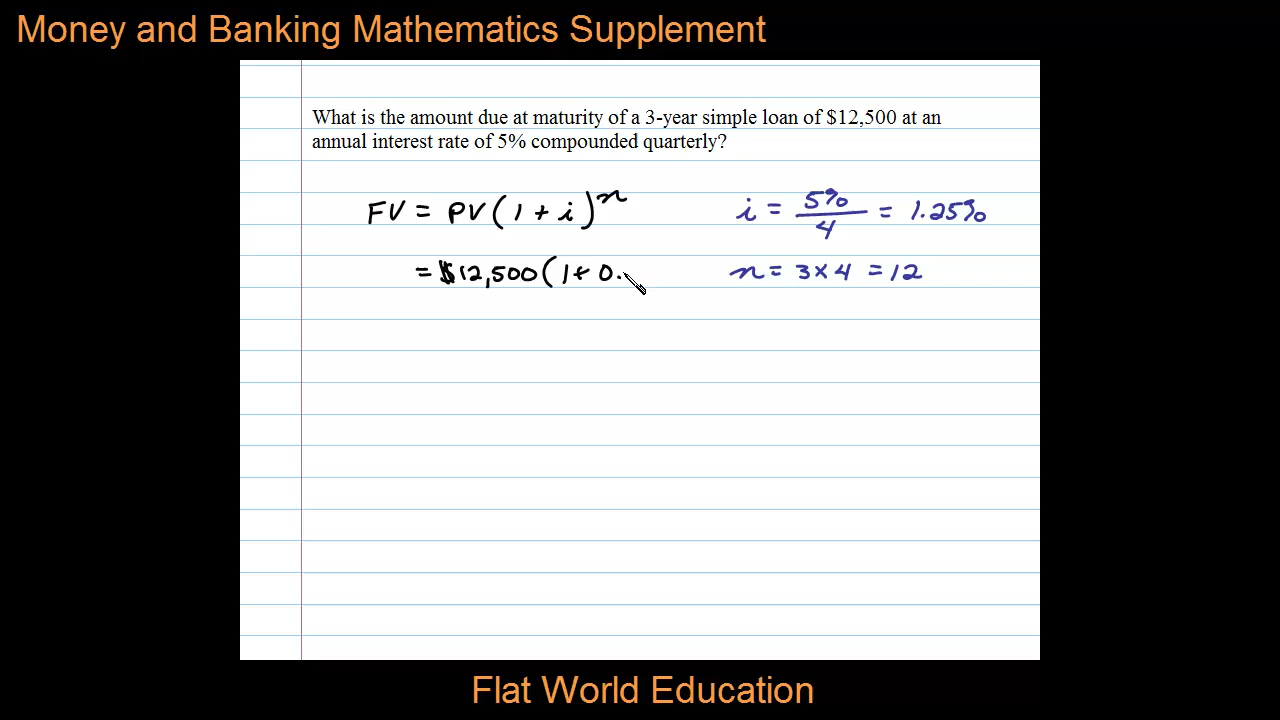 Money and Banking Mathematics Supplement
What is the amount due at maturity of a 3-year simple loan of $12,500 at an
annual interest rate of 5% compounded quarterly?
FV = PV(1 + i)^n
i = 5%/4 = 1.25%
= $12,500(1 + 0.
n = 3 × 4 = 12
Flat World Education